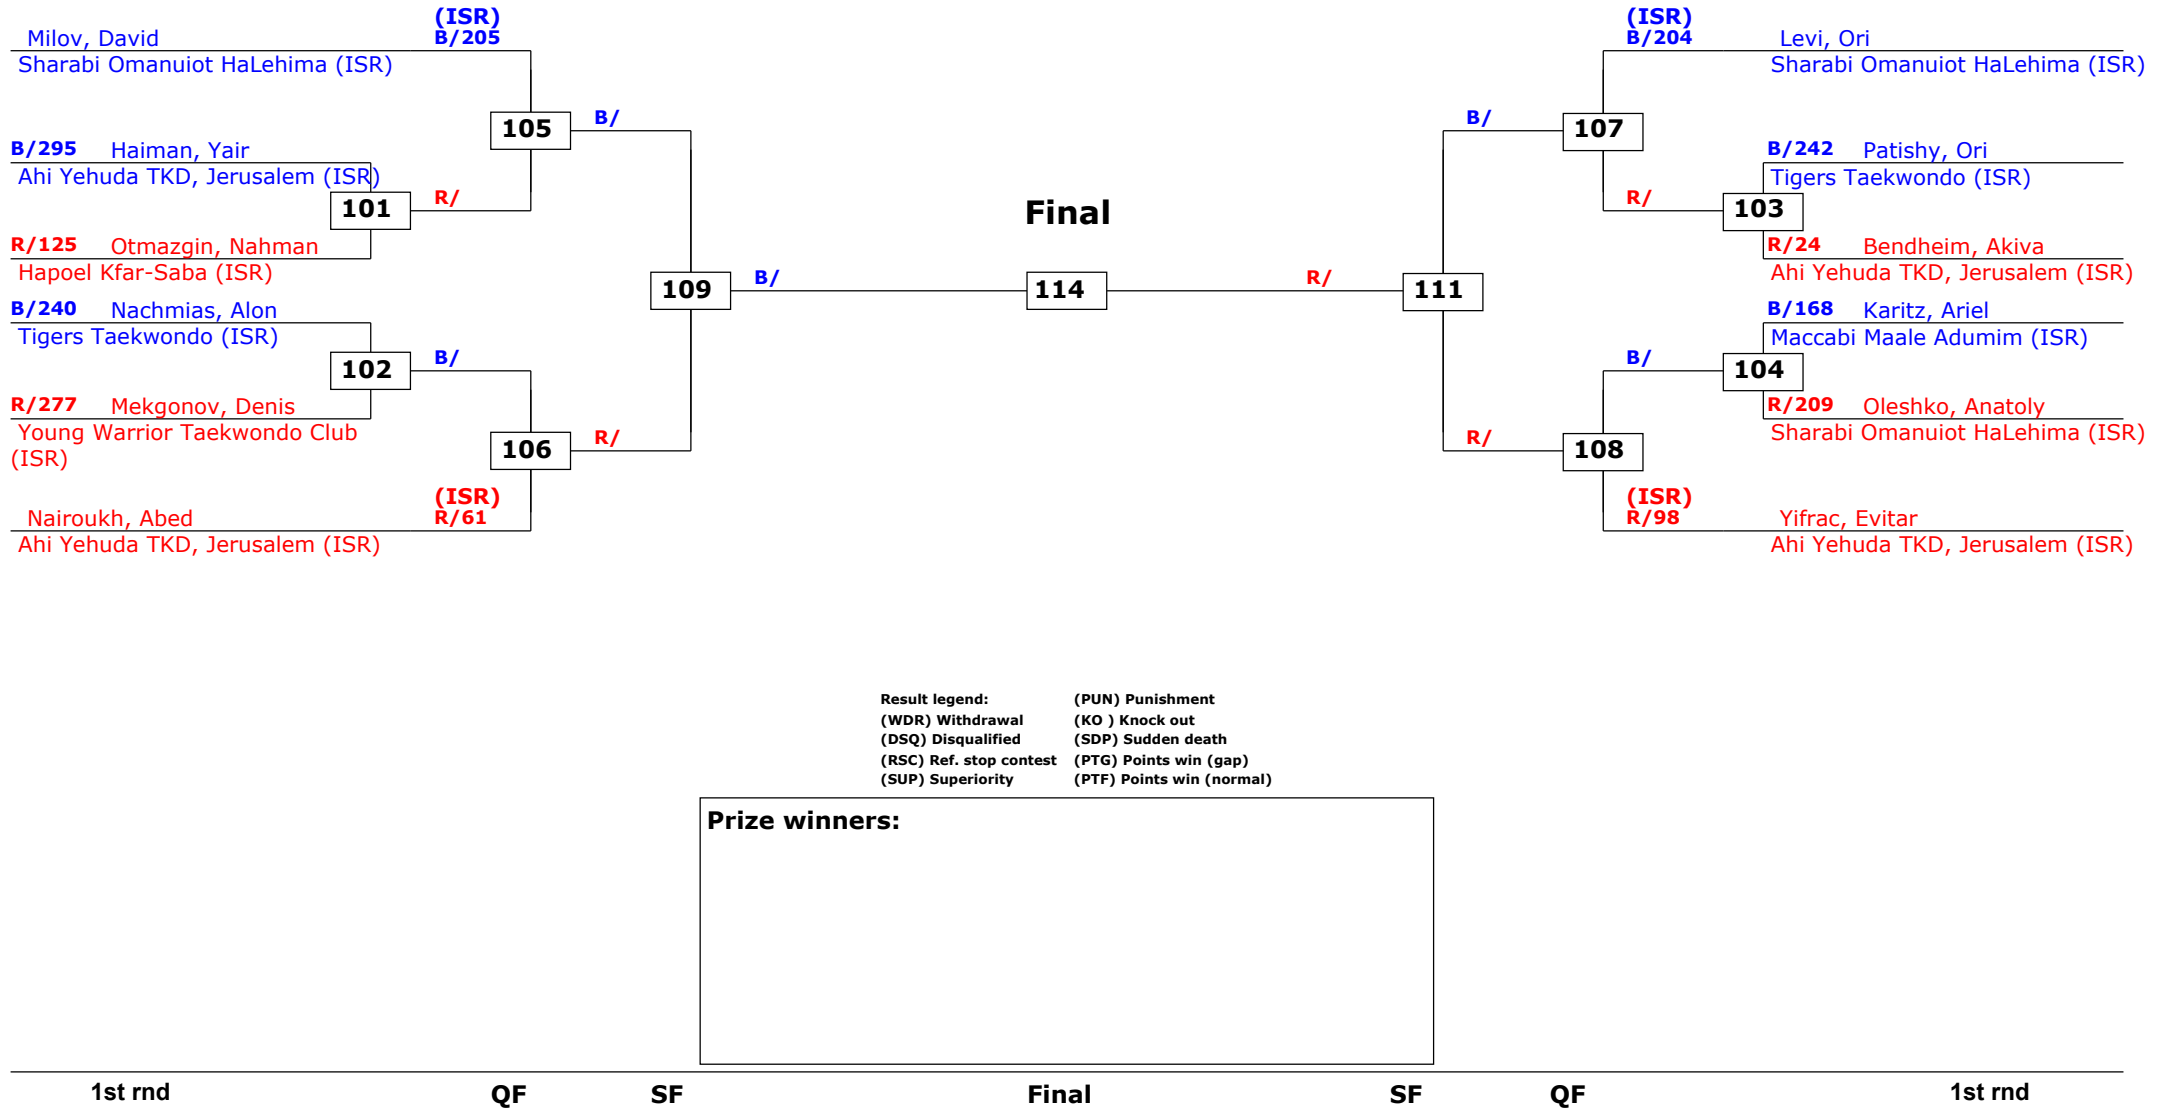 (ISR)
B/205
Milov, David
Sharabi Omanuiot HaLehima (ISR)
105
B/
B/295 Haiman, Yair
Ahi Yehuda TKD, Jerusalem (ISR)
101
R/
R/125 Otmazgin, Nahman
Hapoel Kfar-Saba (ISR)
109
B/
B/240 Nachmias, Alon
Tigers Taekwondo (ISR)
102
B/
R/277 Mekgonov, Denis
Young Warrior Taekwondo Club
(ISR)
106
R/
(ISR)
R/61
Nairoukh, Abed
Ahi Yehuda TKD, Jerusalem (ISR)
Final
114
(ISR)
B/204
Levi, Ori
Sharabi Omanuiot HaLehima (ISR)
B/
107
B/242 Patishy, Ori
Tigers Taekwondo (ISR)
R/
103
R/24 Bendheim, Akiva
Ahi Yehuda TKD, Jerusalem (ISR)
R/
111
B/168 Karitz, Ariel
Maccabi Maale Adumim (ISR)
B/
104
R/209 Oleshko, Anatoly
Sharabi Omanuiot HaLehima (ISR)
R/
108
(ISR)
R/98
Yifrac, Evitar
Ahi Yehuda TKD, Jerusalem (ISR)
Result legend: (PUN) Punishment
(WDR) Withdrawal (KO ) Knock out
(DSQ) Disqualified (SDP) Sudden death
(RSC) Ref. stop contest (PTG) Points win (gap)
(SUP) Superiority (PTF) Points win (normal)
Prize winners:
1st rnd QF SF Final SF QF 1st rnd